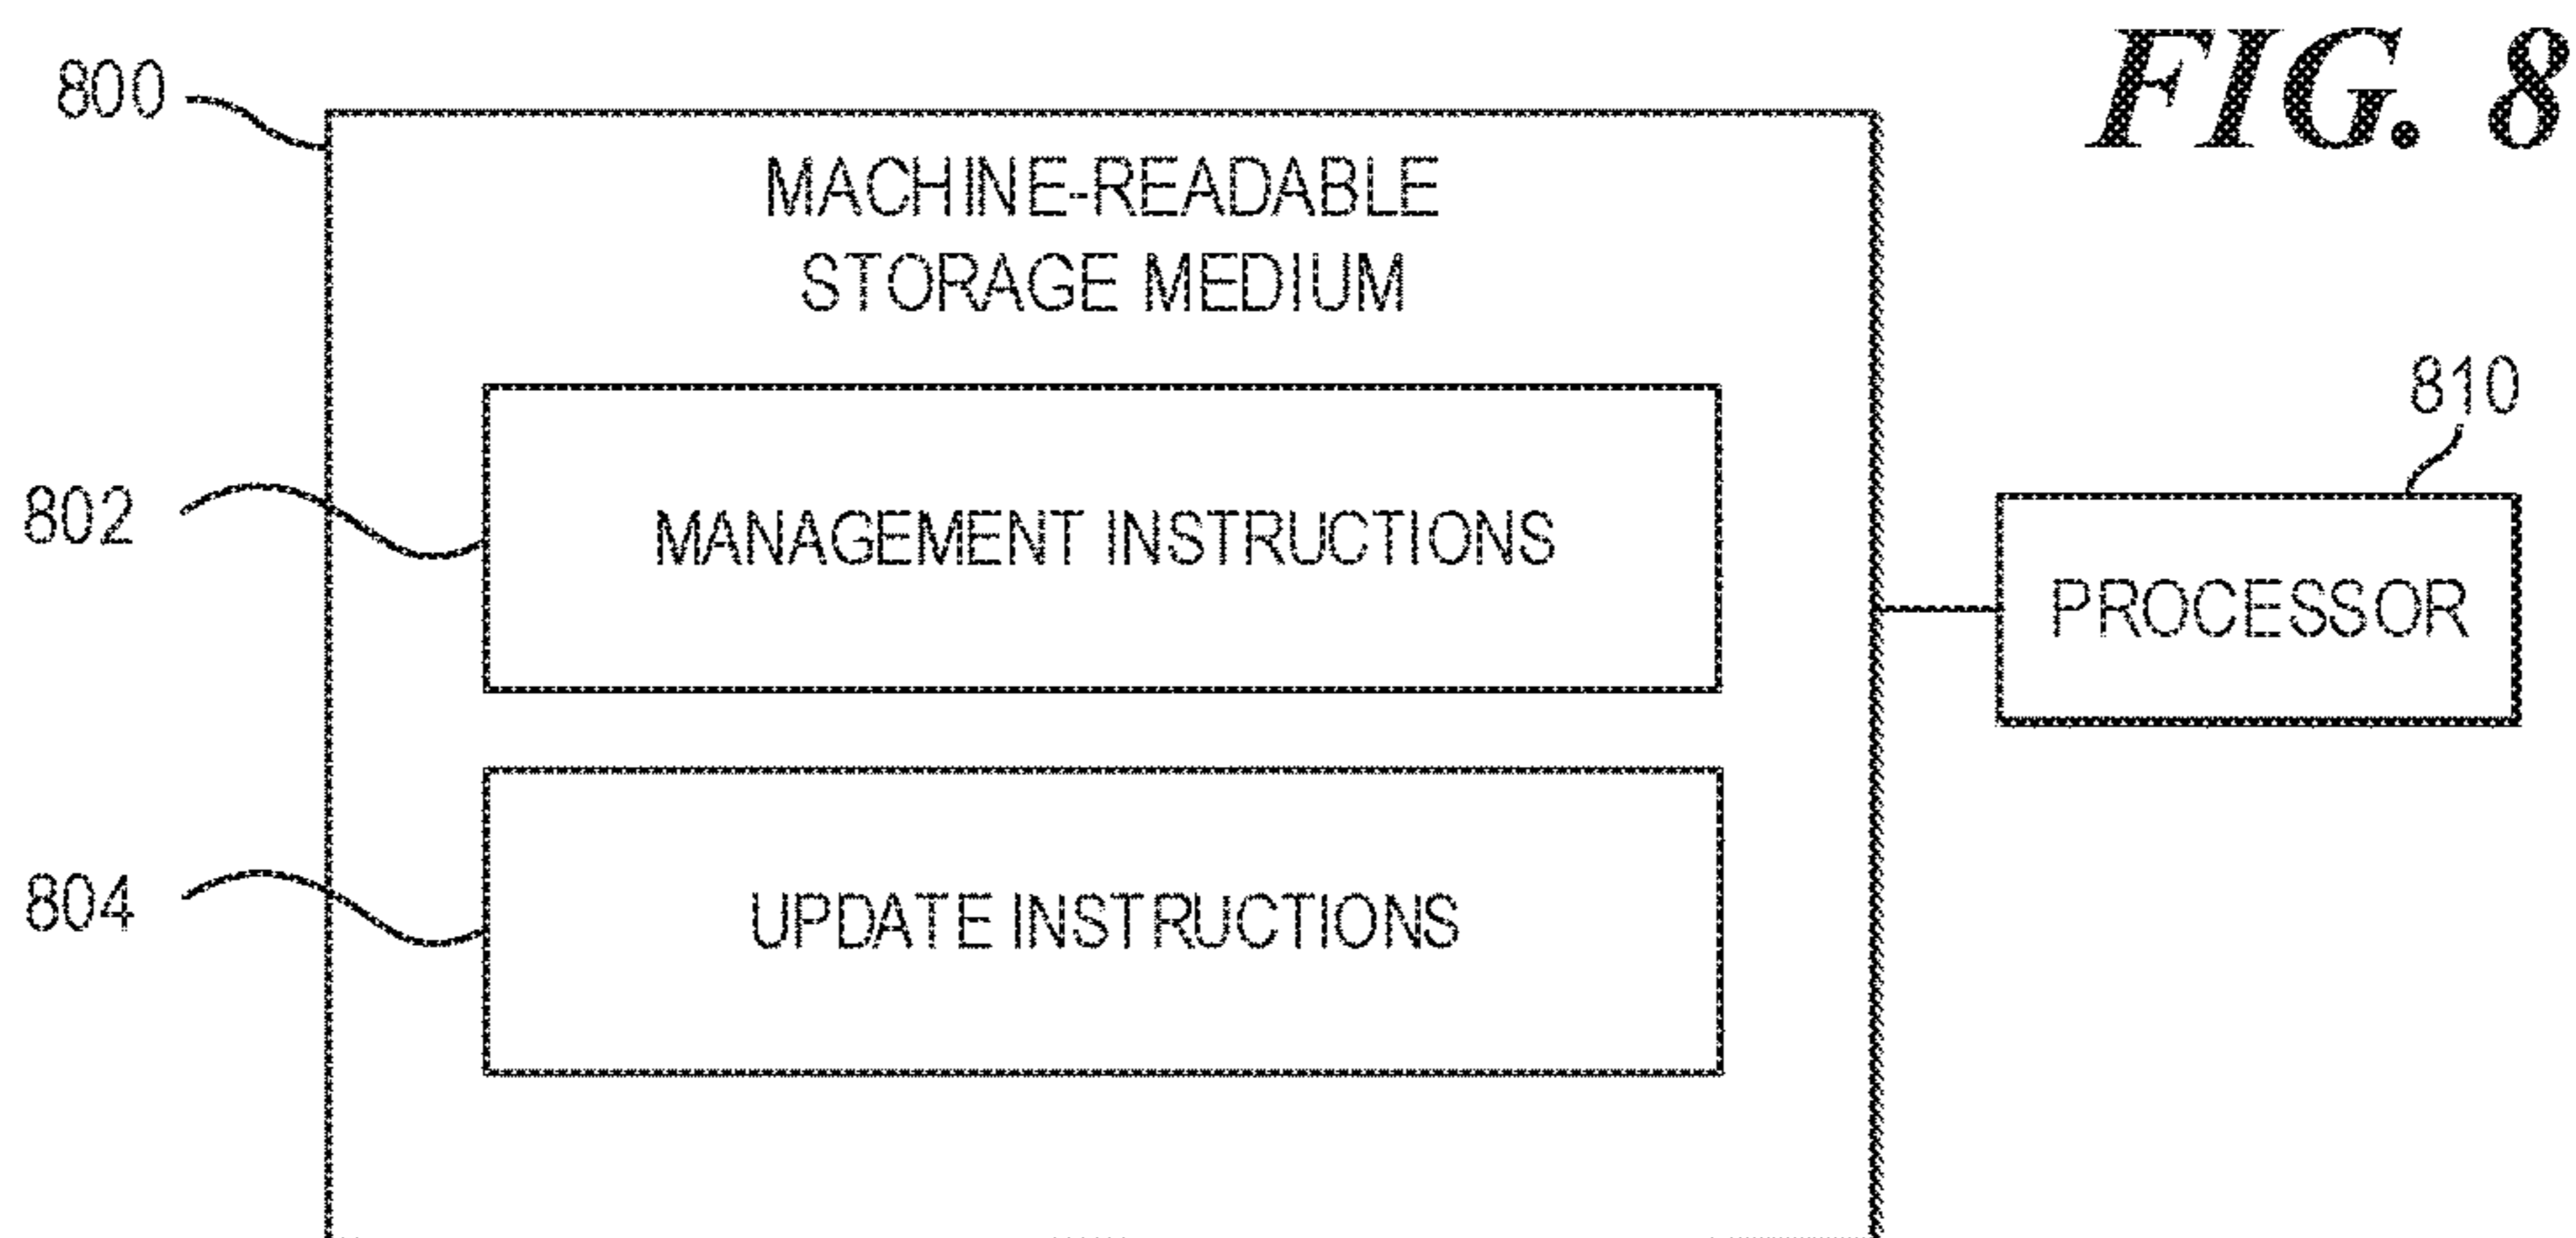 FIG. 8
800
MACHINE-READABLE
STORAGE MEDIUM
810
802
MANAGEMENT INSTRUCTIONS
PROCESSOR
804
UPDATE INSTRUCTIONS